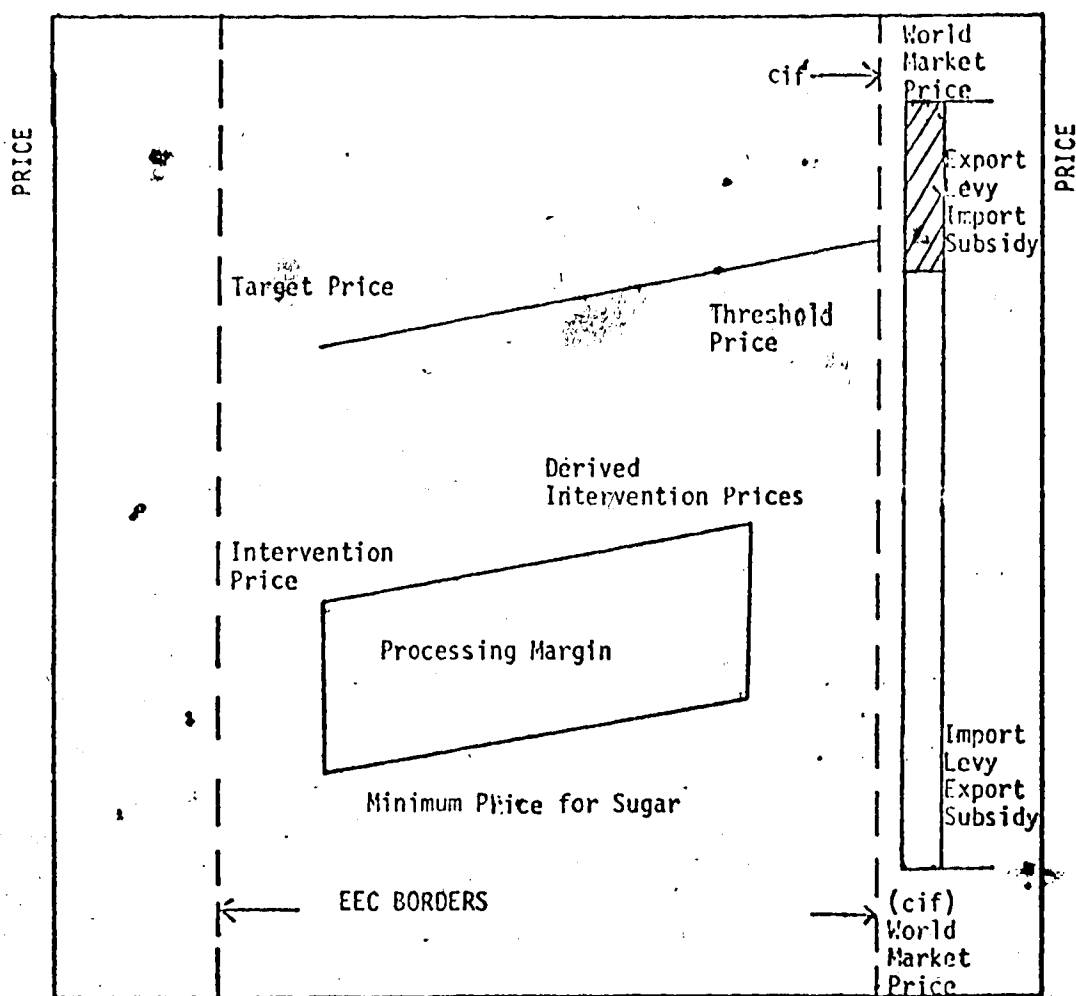 World
Market
Price
cif
PRICE
PRICE
Export
Levy
Import
Subsidy
Target Price
Threshold
Price
Derived
Intervention Prices
Intervention
Price
Processing Margin
Import
Levy
Export
Subsidy
Minimum Price for Sugar
EEC BORDERS
(cif)
World
Market
Price